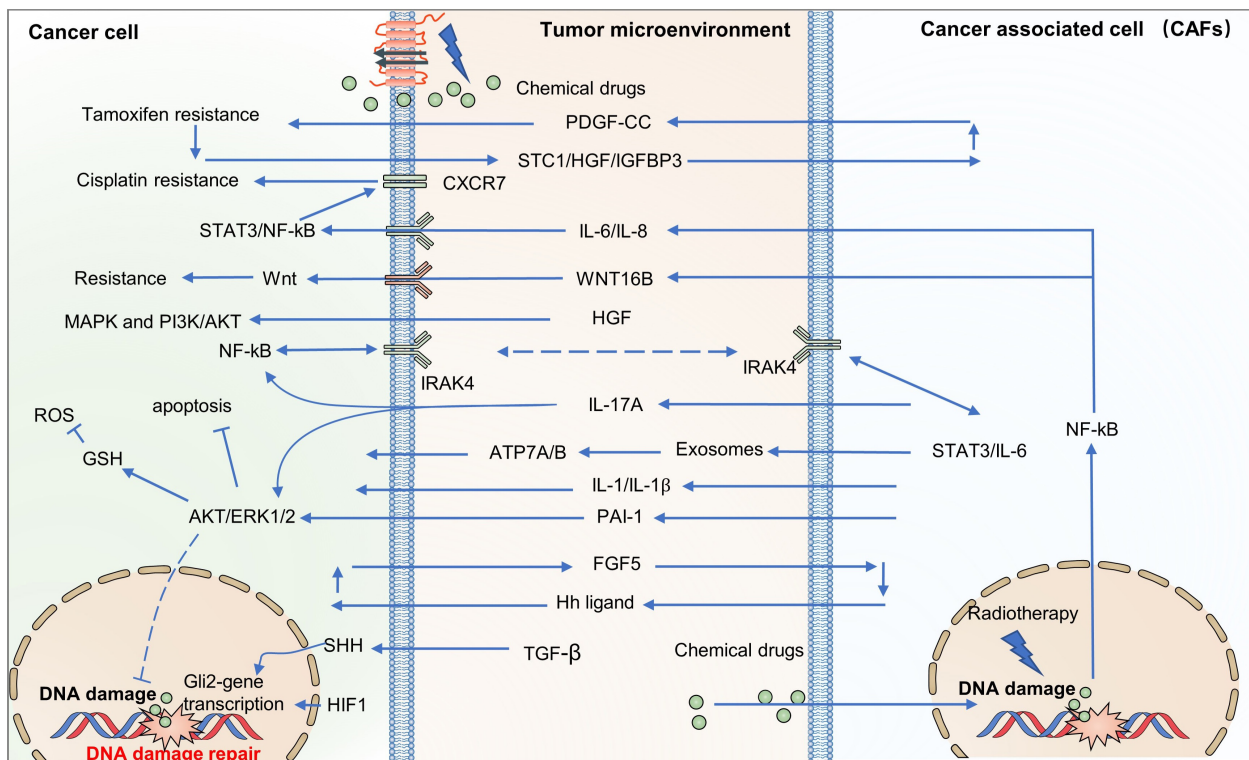 Cancer cell
Tumor microenvironment
Cancer associated cell （CAFs）
Chemical drugs
Tamoxifen resistance
PDGF-CC
STC1/HGF/IGFBP3
Cisplatin resistance
CXCR7
STAT3/NF-kB
IL-6/IL-8
Resistance
Wnt
WNT16B
MAPK and PI3K/AKT
HGF
NF-kB
IRAK4
IRAK4
ROS
apoptosis
IL-17A
NF-kB
GSH
ATP7A/B
Exosomes
STAT3/IL-6
IL-1/IL-1β
AKT/ERK1/2
PAI-1
FGF5
Hh ligand
Radiotherapy
SHH
TGF-β
Chemical drugs
Gli2-gene
transcription
DNA damage
HIF1
DNA damage
DNA damage repair